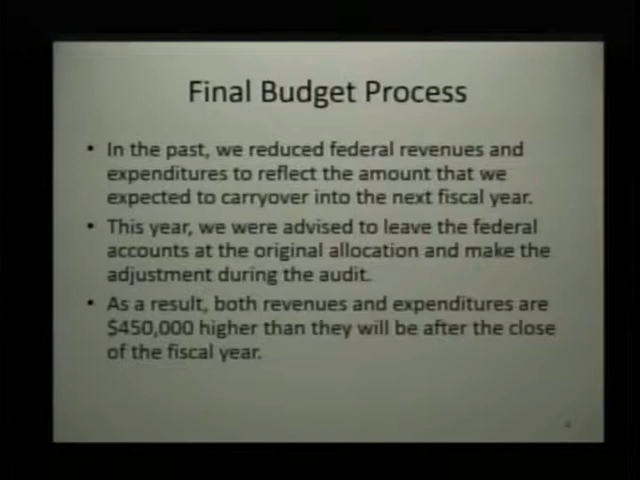 Final Budget Process
• In the past, we reduced federal revenues and
expenditures to reflect the amount that we
expected to carryover into the next fiscal year.
• This year, we were advised to leave the federal
accounts at the original allocation and make the
adjustment during the audit.
• As a result, both revenues and expenditures are
$450,000 higher than they will be after the close
of the fiscal year.